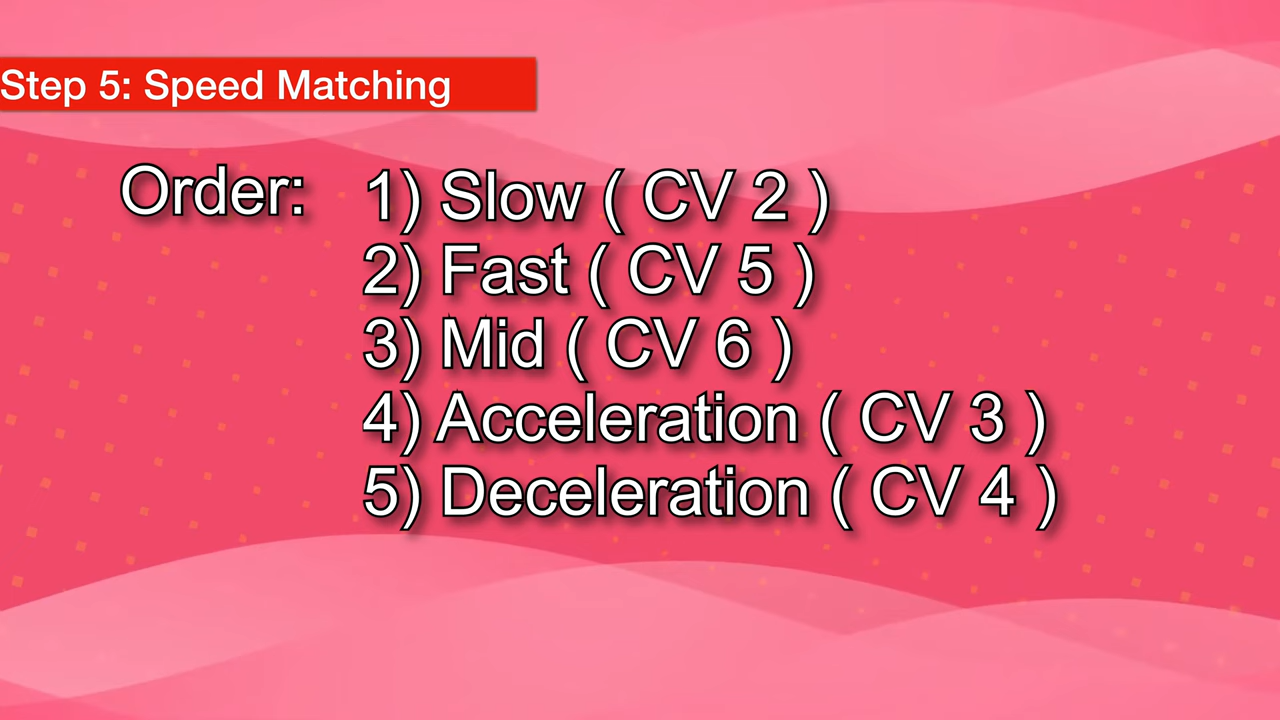 Step 5: Speed Matching
Order:
1) Slow ( CV 2 )
2) Fast ( CV 5 )
3) Mid ( CV 6 )
4) Acceleration ( CV 3 )
5) Deceleration ( CV 4 )